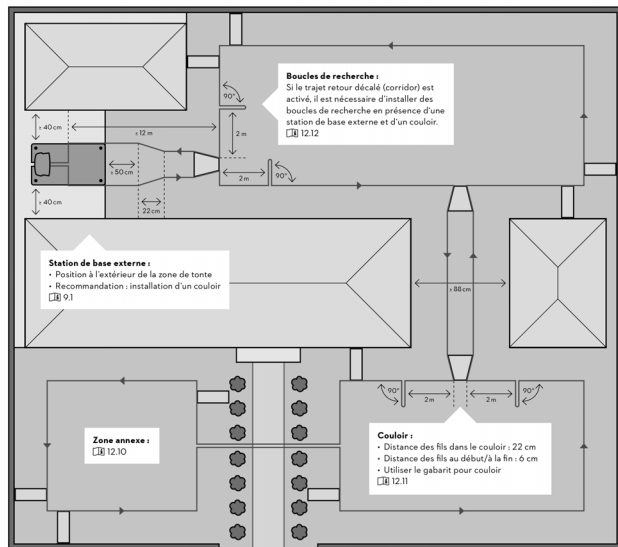 Boucles de recherche :
Si le trajet retour décalé (corridor) est
activé, il est nécessaire d'installer des
boucles de recherche en présence d'une
station de base externe et d'un couloir.
12.12
90°
≥ 40 cm
≤ 12 m
2 m
≥ 50 cm
2 m
90°
≥ 40 cm
22 cm
Station de base externe :
• Position à l'extérieur de la zone de tonte
• Recommandation : installation d'un couloir
9.1
≥ 88 cm
90°
2 m
2 m
90°
Zone annexe :
12.10
Couloir :
• Distance des fils dans le couloir : 22 cm
• Distance des fils au début/à la fin : 6 cm
• Utiliser le gabarit pour couloir
12.11